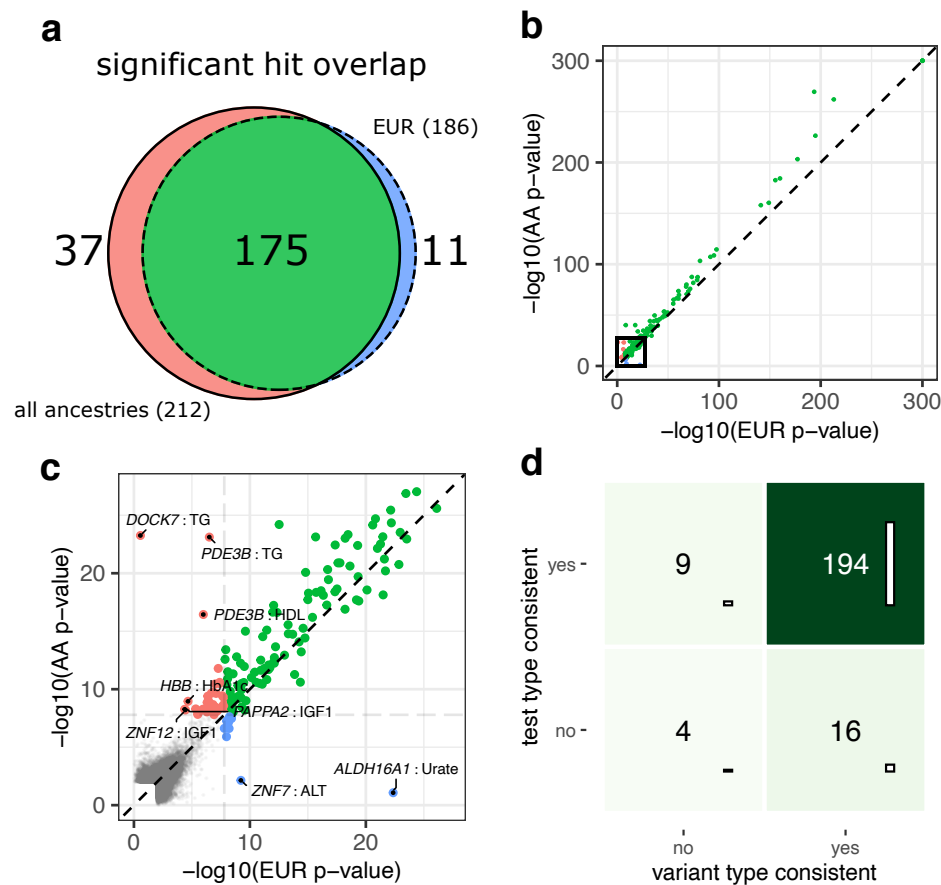 a
significant hit overlap
EUR (186)
37
175
11
all ancestries (212)
b
−log10(AA p−value)
300
200
100
0
0 100 200 300
−log10(EUR p−value)
c
−log10(AA p−value)
20
10
0
DOCK7 : TG
PDE3B : TG
PDE3B : HDL
HBB : HbA1c
PAPPA2 : IGF1
ZNF12 : IGF1
ALDH16A1 : Urate
ZNF7 : ALT
0 10 20
−log10(EUR p−value)
d
test type consistent
yes
9
194
no
4
16
no yes
variant type consistent